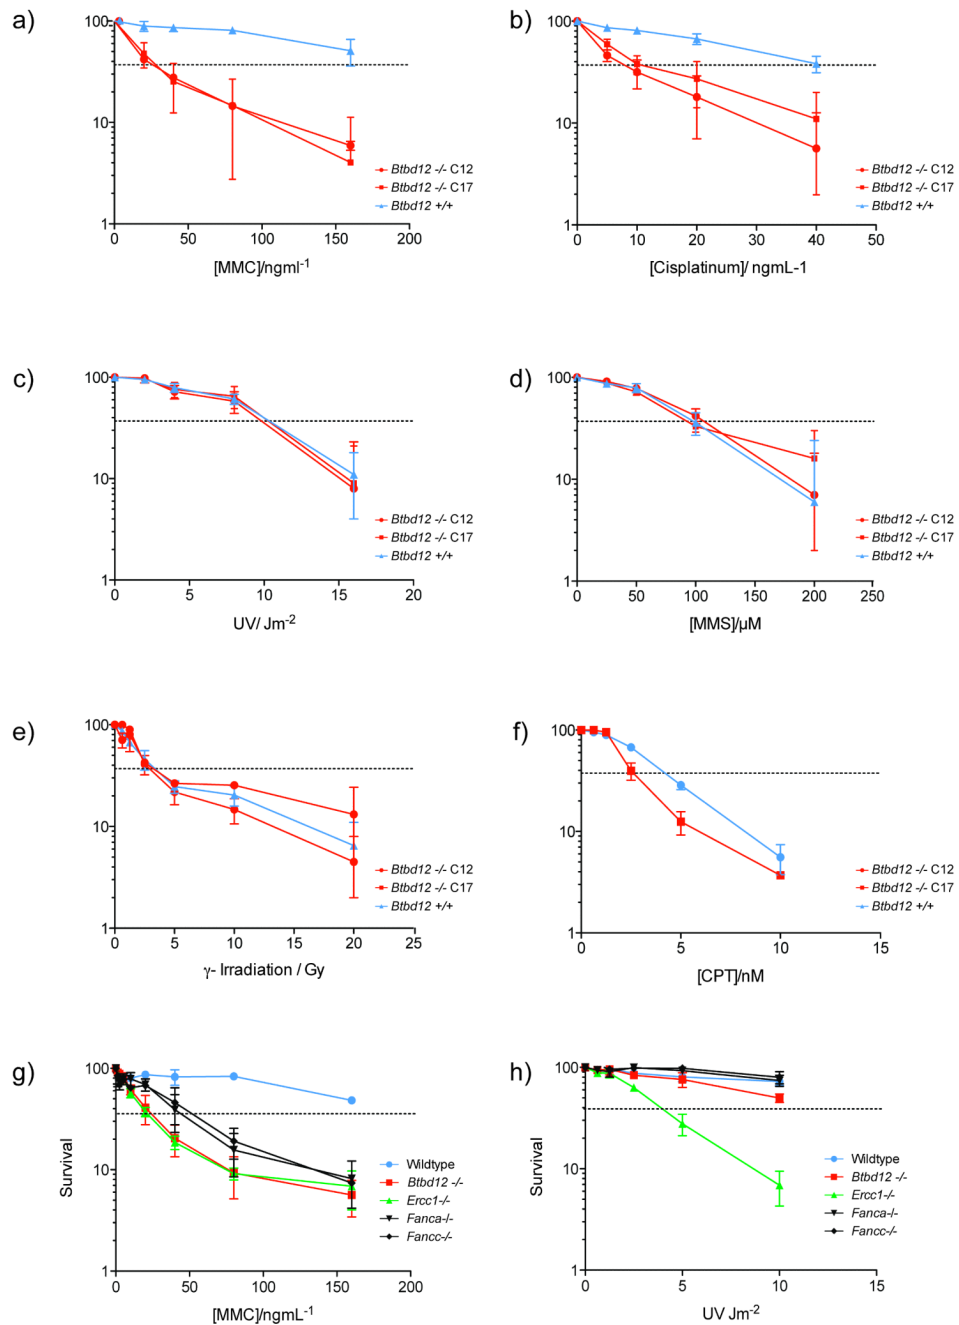 a)
100
10
1
0 50 100 150 200
[MMC]/ngml-1
Btbd12 -/- C12
Btbd12 -/- C17
Btbd12 +/+
b)
100
10
1
0 10 20 30 40 50
[Cisplatinum]/ ngmL-1
Btbd12 -/- C12
Btbd12 -/- C17
Btbd12 +/+
c)
100
10
1
0 5 10 15 20
UV/ Jm-2
Btbd12 -/- C12
Btbd12 -/- C17
Btbd12 +/+
d)
100
10
1
0 50 100 150 200 250
[MMS]/µM
Btbd12 -/- C12
Btbd12 -/- C17
Btbd12 +/+
e)
100
10
1
0 5 10 15 20 25
γ- Irradiation / Gy
Btbd12 -/- C12
Btbd12 -/- C17
Btbd12 +/+
f)
100
10
1
0 5 10 15
[CPT]/nM
Btbd12 -/- C12
Btbd12 -/- C17
Btbd12 +/+
g)
Survival
100
10
1
0 50 100 150 200
[MMC]/ngmL-1
Wildtype
Btbd12 -/-
Ercc1-/-
Fanca-/-
Fancc-/-
h)
Survival
100
10
1
0 5 10 15
UV Jm-2
Wildtype
Btbd12 -/-
Ercc1-/-
Fanca-/-
Fancc-/-